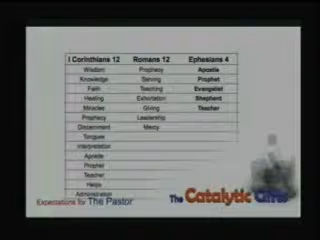 I Corinthians 12 Romans 12 Ephesians 4
Wisdom Prophecy Apostle
Knowledge Serving Prophet
Faith Teaching Evangelist
Healing Exhortation Shepherd
Miracles Giving Teacher
Prophecy Leadership
Discernment Mercy
Tongues
Interpretation
Apostle
Prophet
Teacher
Helps
Administration
Expectations for The Pastor
The Catalytic Gifts